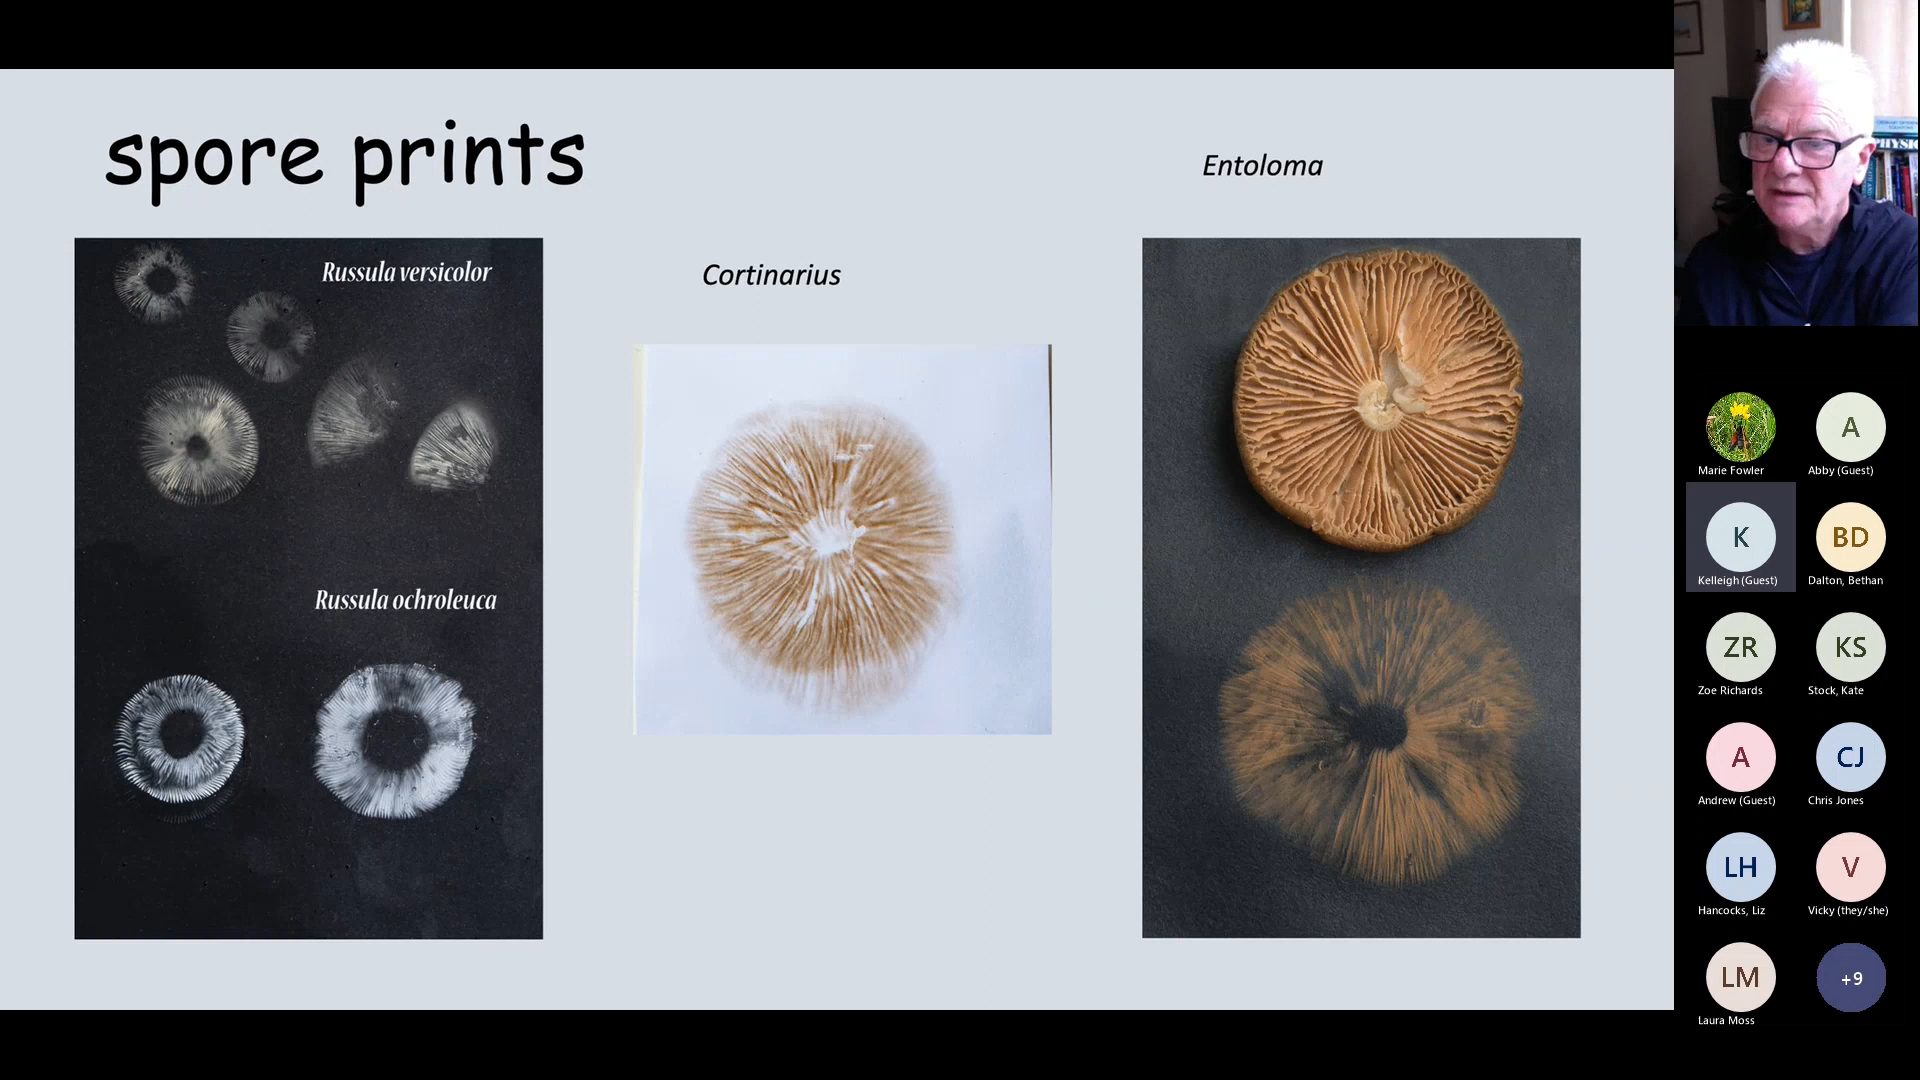 spore prints
Entoloma
Russula versicolor
Cortinarius
Russula ochroleuca
Marie Fowler
A
Abby (Guest)
K
Kelleigh (Guest)
BD
Dalton, Bethan
ZR
Zoe Richards
KS
Stock, Kate
A
Andrew (Guest)
CJ
Chris Jones
LH
Hancocks, Liz
V
Vicky (they/she)
LM
Laura Moss
+9